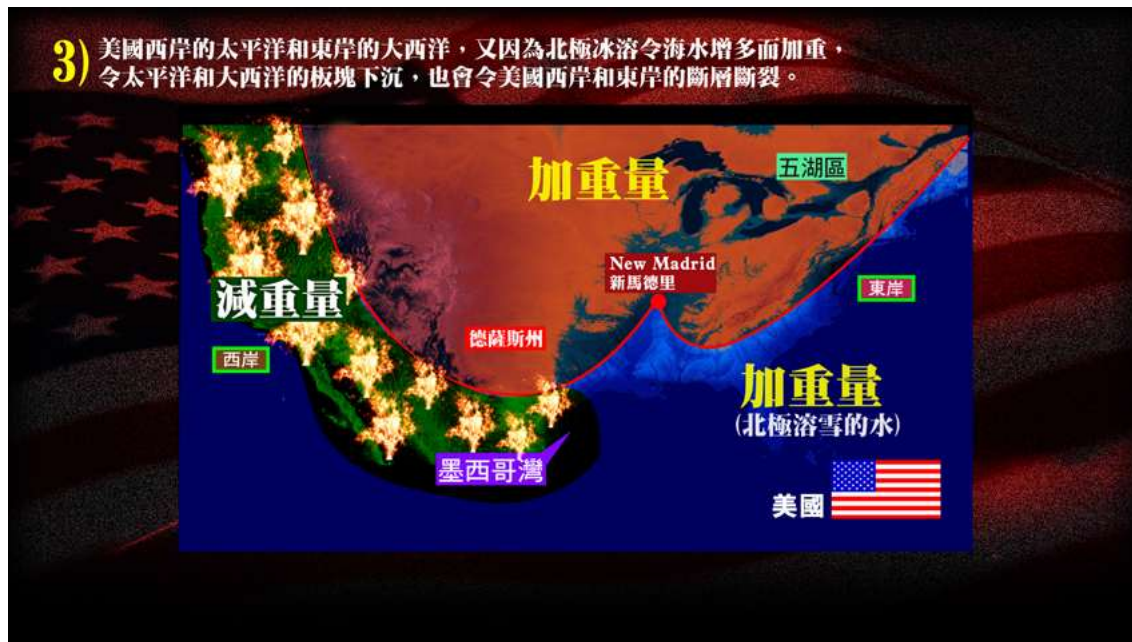 3) 美國西岸的太平洋和東岸的大西洋，又因為北極冰溶令海水增多而加重，
令太平洋和大西洋的板塊下沉，也會令美國西岸和東岸的斷層斷裂。
加重量
五湖區
New Madrid
新馬德里
減重量
東岸
德薩斯州
西岸
加重量
(北極溶雪的水)
墨西哥灣
美國